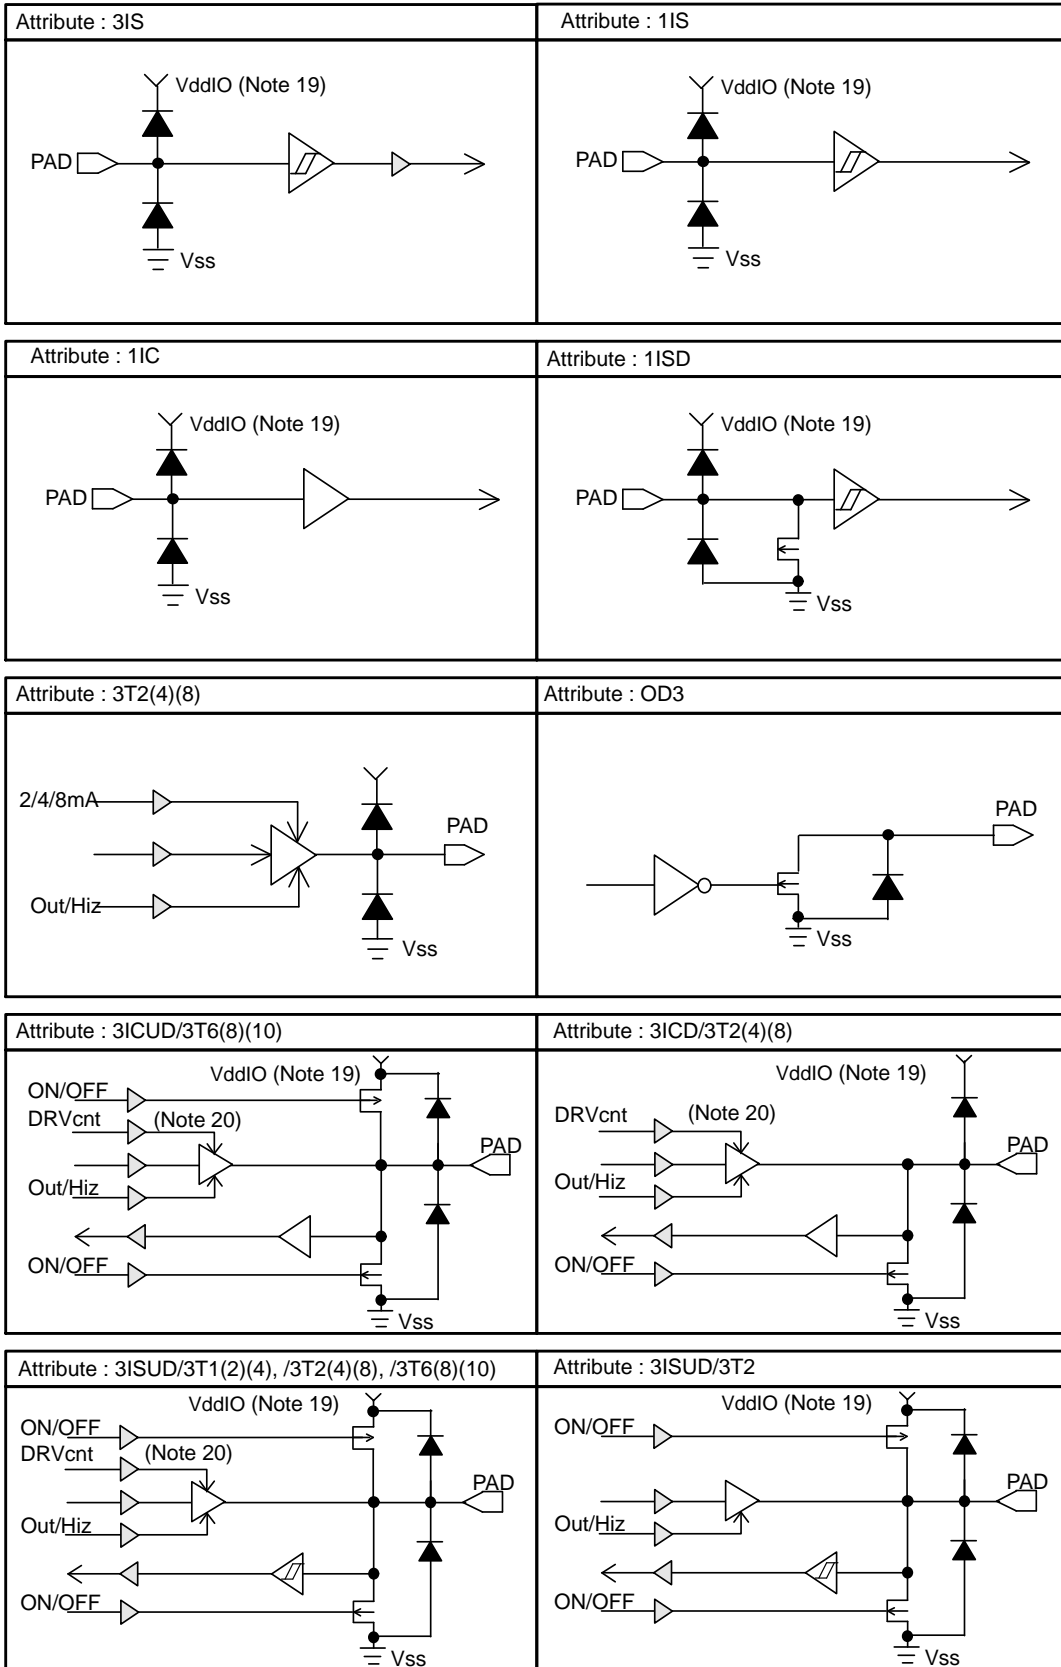 Attribute : 3IS
VddIO (Note 19)
PAD
Vss
Attribute : 1IS
VddIO (Note 19)
PAD
Vss
Attribute : 1IC
VddIO (Note 19)
PAD
Vss
Attribute : 1ISD
VddIO (Note 19)
PAD
Vss
Attribute : 3T2(4)(8)
2/4/8mA
PAD
Out/Hiz
Vss
Attribute : OD3
PAD
Vss
Attribute : 3ICUD/3T6(8)(10)
VddIO (Note 19)
ON/OFF
DRVcnt
(Note 20)
PAD
Out/Hiz
ON/OFF
Vss
Attribute : 3ICD/3T2(4)(8)
VddIO (Note 19)
DRVcnt
(Note 20)
PAD
Out/Hiz
ON/OFF
Vss
Attribute : 3ISUD/3T1(2)(4), /3T2(4)(8), /3T6(8)(10)
VddIO (Note 19)
ON/OFF
DRVcnt
(Note 20)
PAD
Out/Hiz
ON/OFF
Vss
Attribute : 3ISUD/3T2
VddIO (Note 19)
ON/OFF
PAD
Out/Hiz
ON/OFF
Vss